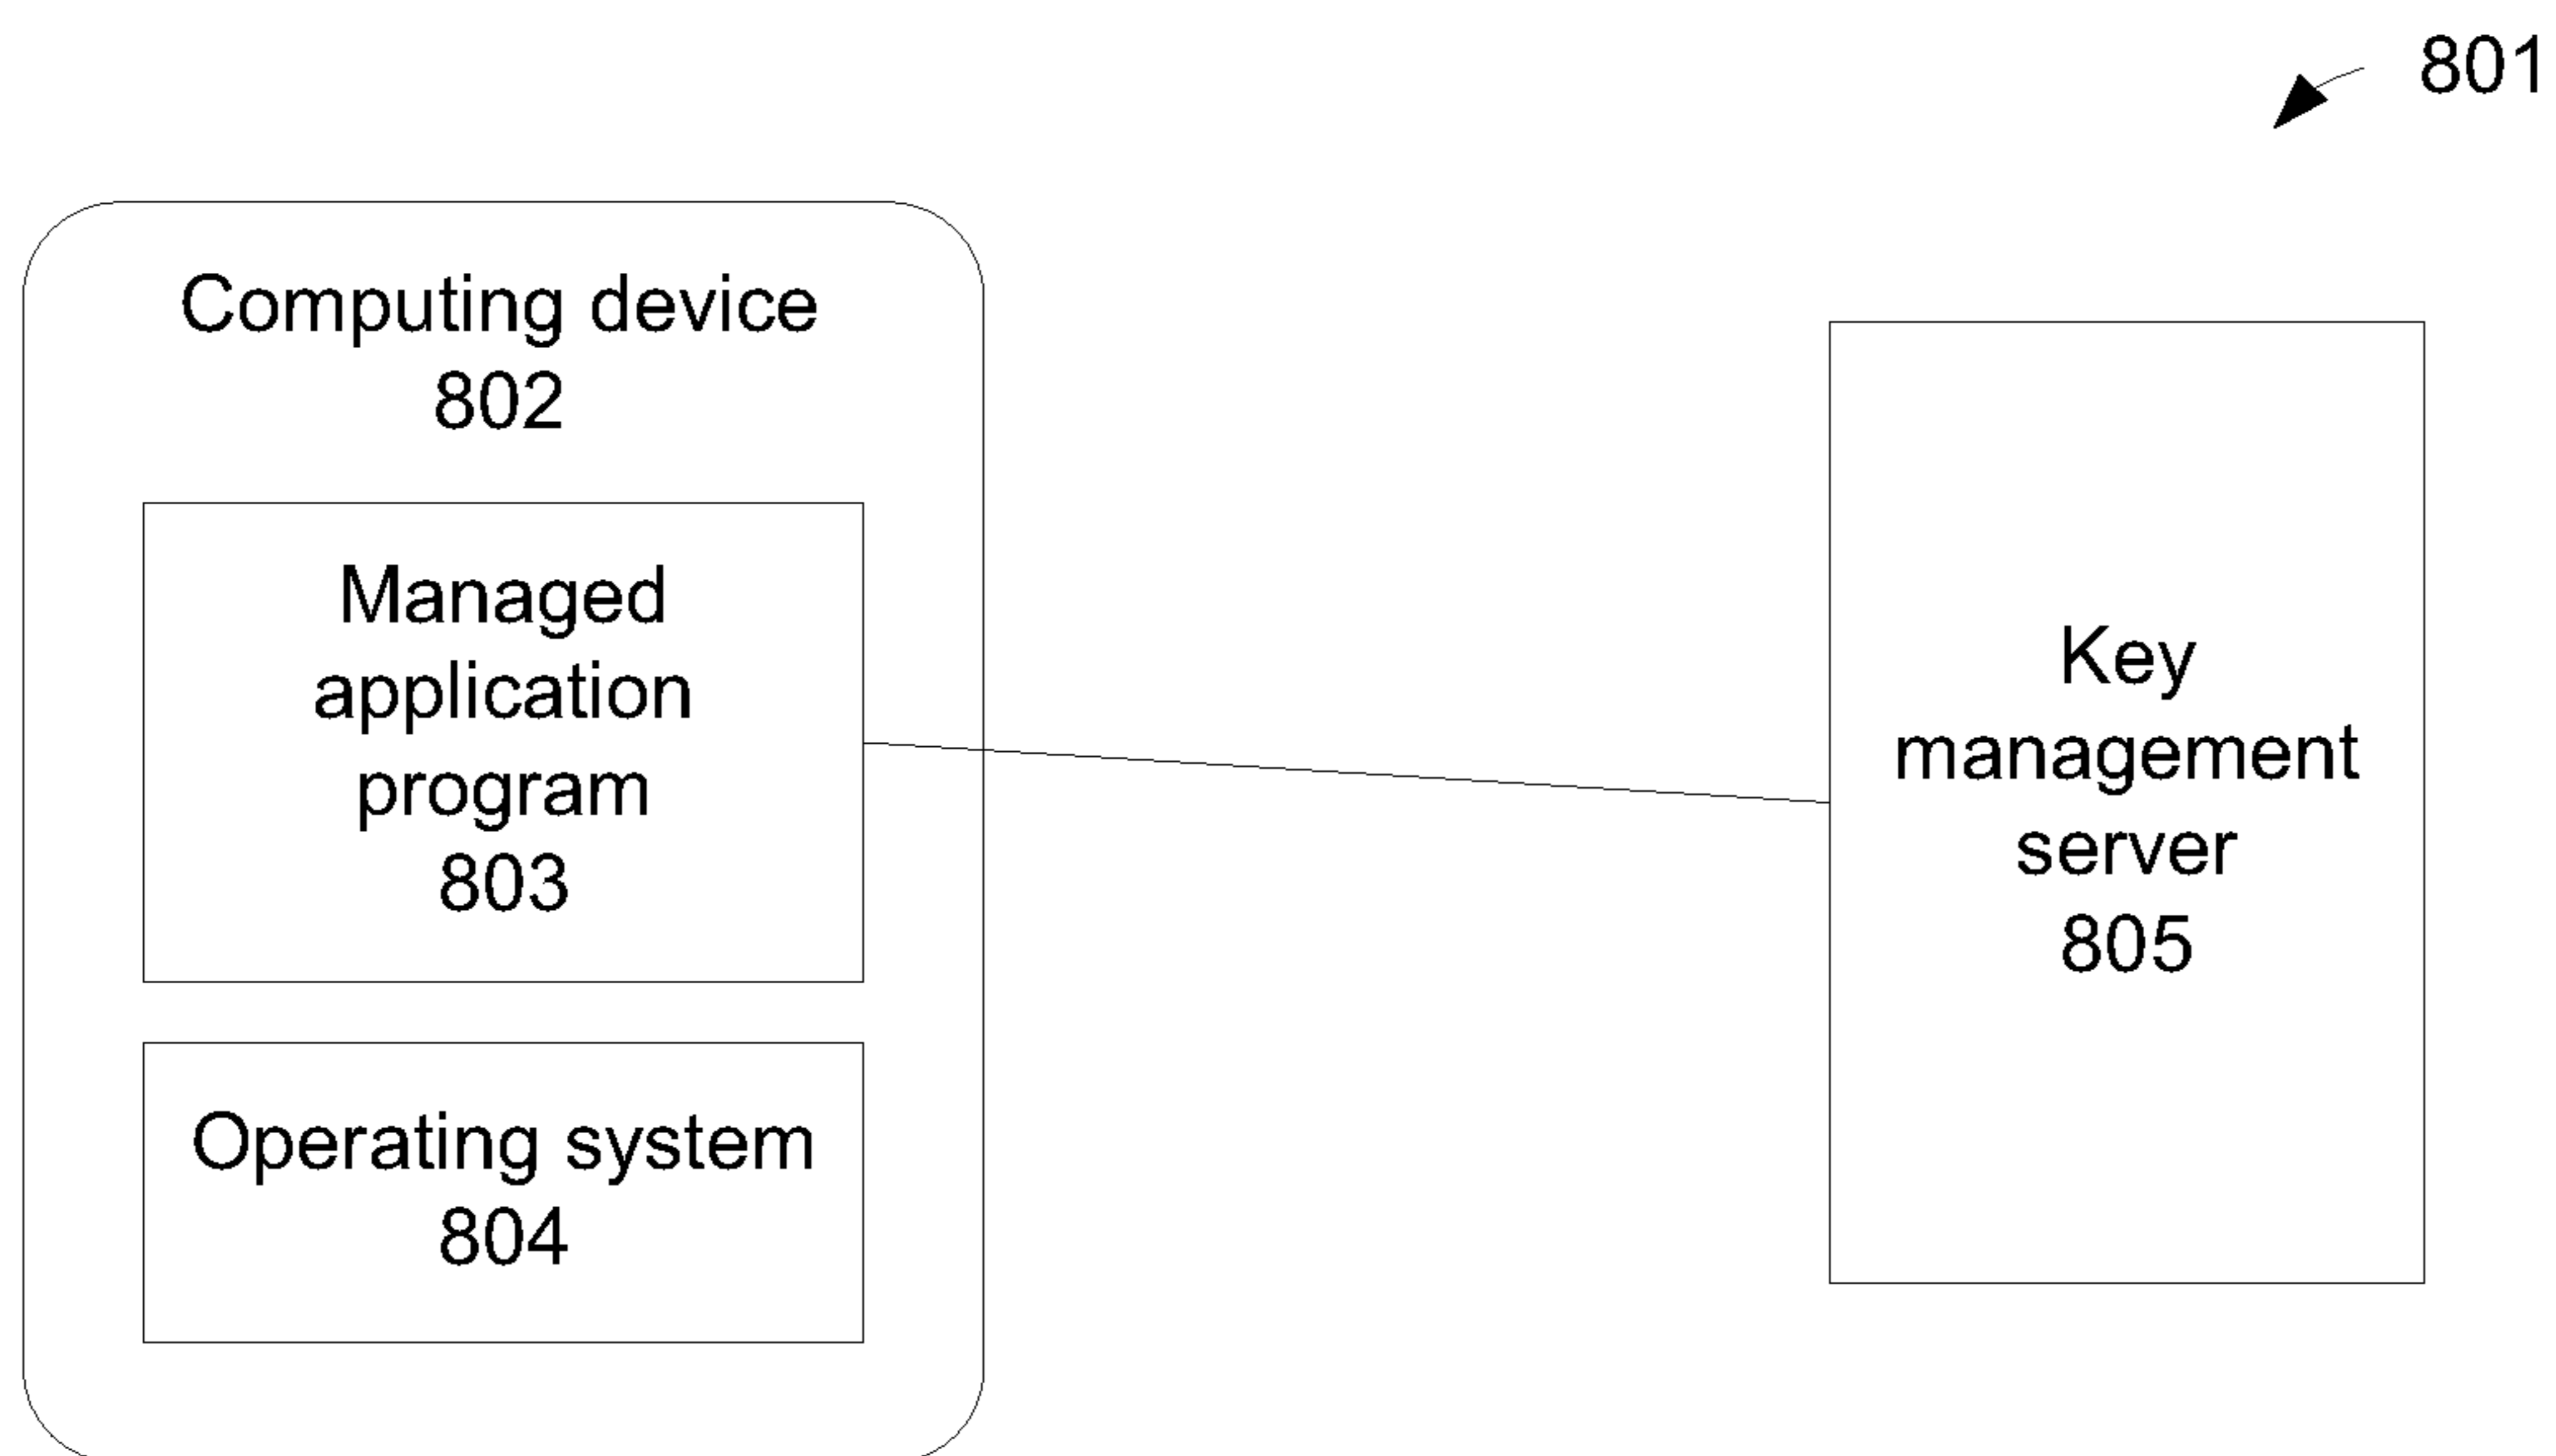 801
Computing device
802
Managed
application
program
803
Operating system
804
Key
management
server
805